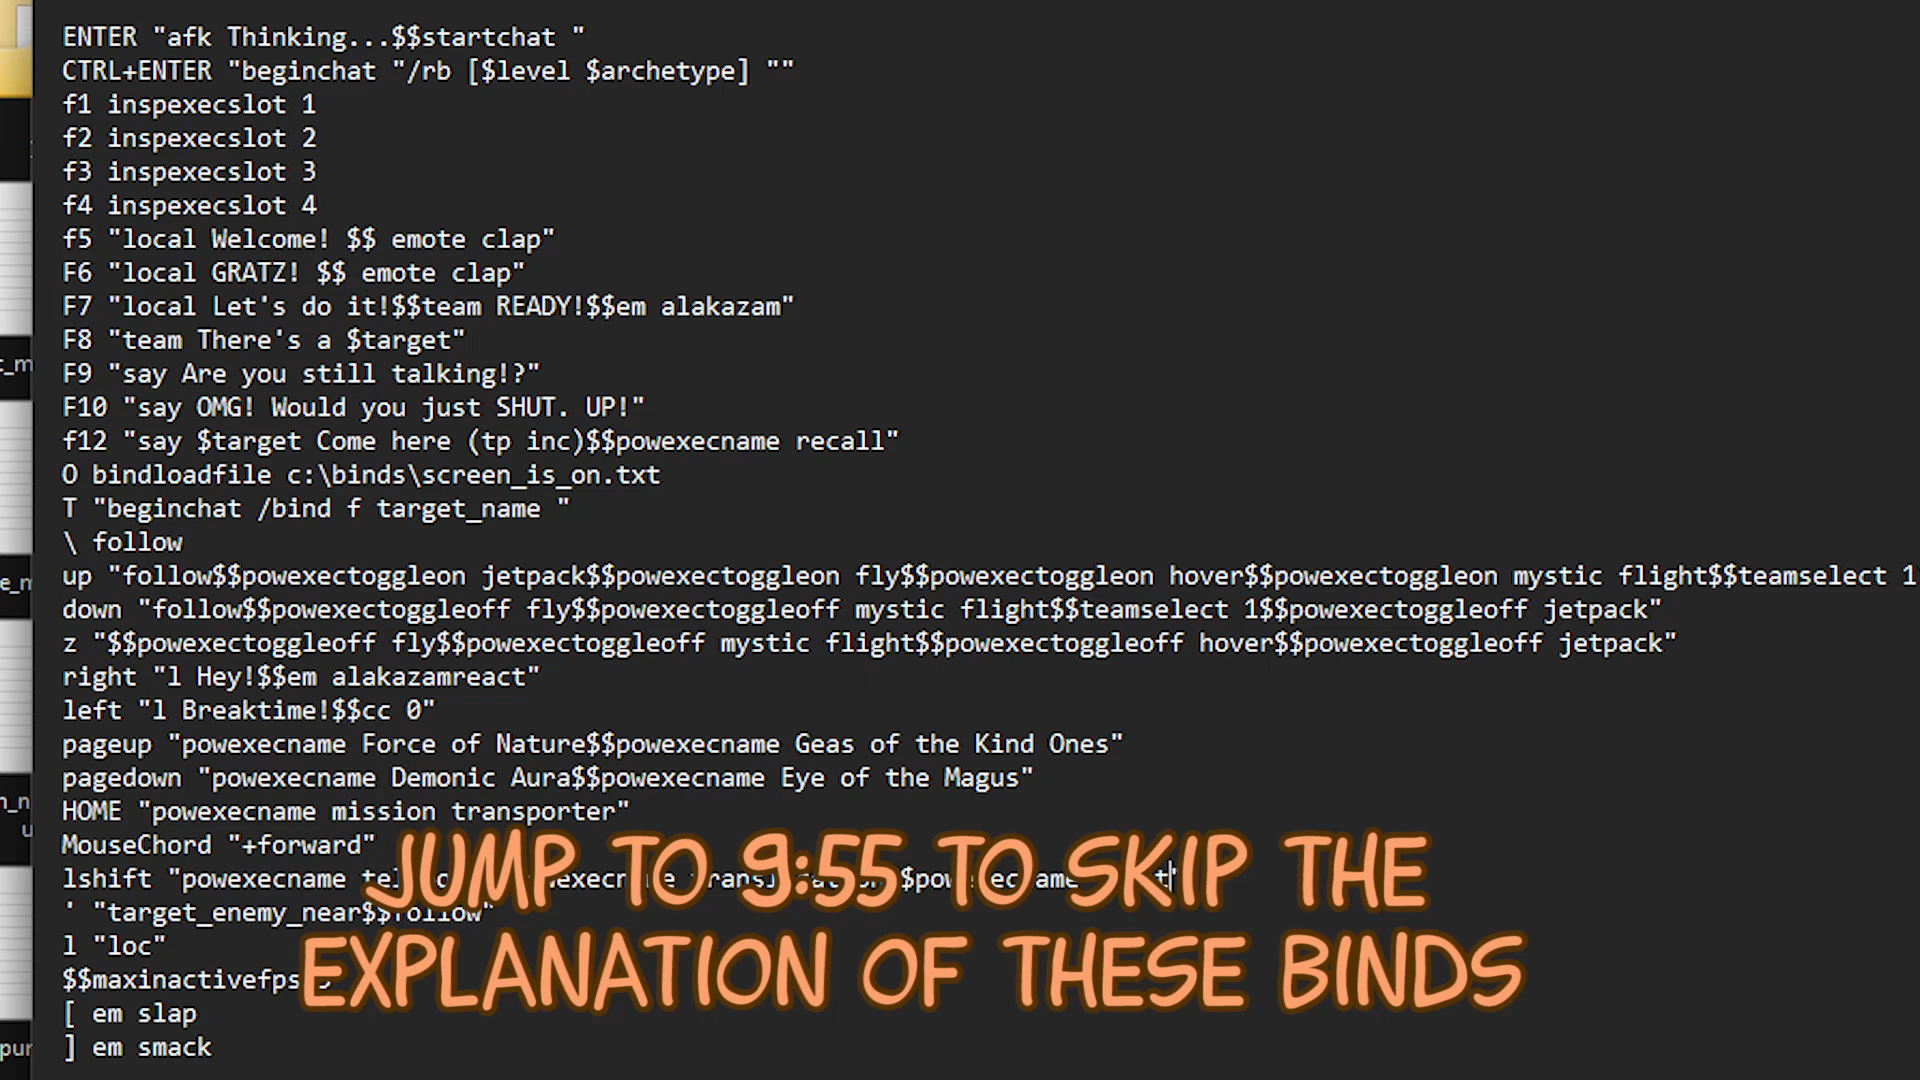 ENTER "afk Thinking...$$startchat "
CTRL+ENTER "beginchat "/rb [$level $archetype] ""
f1 inspexecslot 1
f2 inspexecslot 2
f3 inspexecslot 3
f4 inspexecslot 4
f5 "local Welcome! $$ emote clap"
F6 "local GRATZ! $$ emote clap"
F7 "local Let's do it!$$team READY!$$em alakazam"
F8 "team There's a $target"
F9 "say Are you still talking!?"
F10 "say OMG! Would you just SHUT. UP!"
f12 "say $target Come here (tp inc)$$powexecname recall"
O bindloadfile c:\binds\screen_is_on.txt
T "beginchat /bind f target_name "
\ follow
up "follow$$powexectoggleon jetpack$$powexectoggleon fly$$powexectoggleon hover$$powexectoggleon mystic flight$$teamselect 1
down "follow$$powexectoggleoff fly$$powexectoggleoff mystic flight$$teamselect 1$$powexectoggleoff jetpack"
z "$$powexectoggleoff fly$$powexectoggleoff mystic flight$$powexectoggleoff hover$$powexectoggleoff jetpack"
right "l Hey!$$em alakazamreact"
left "l Breaktime!$$cc 0"
pageup "powexecname Force of Nature$$powexecname Geas of the Kind Ones"
pagedown "powexecname Demonic Aura$$powexecname Eye of the Magus"
HOME "powexecname mission transporter"
MouseChord "+forward"
lshift "powexecname
' "target_enemy_near$$follow"
l "loc"
$$maxinactivefps
[ em slap
] em smack
JUMP TO 9:55 TO SKIP THE
EXPLANATION OF THESE BINDS